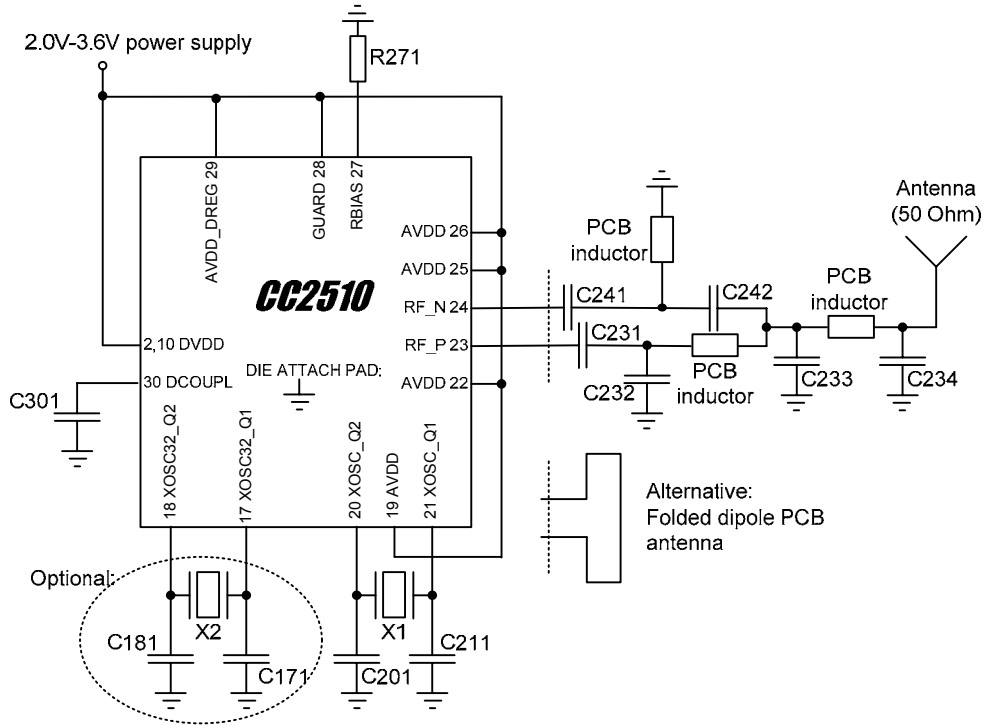 2.0V-3.6V power supply
R271
AVDD_DREG 29
GUARD 28
RBIAS 27
Antenna
(50 Ohm)
PCB
inductor
AVDD 26
AVDD 25
PCB
inductor
CC2510
RF_N 24
C241
C242
C231
2,10 DVDD
RF_P 23
DIE ATTACH PAD:
PCB
inductor
30 DCOUPL
AVDD 22
C301
C232
C233
C234
18 XOSC32_Q2
17 XOSC32_Q1
20 XOSC_Q2
19 AVDD
21 XOSC_Q1
Alternative:
Folded dipole PCB
antenna
Optional:
X2
X1
C181
C171
C201
C211